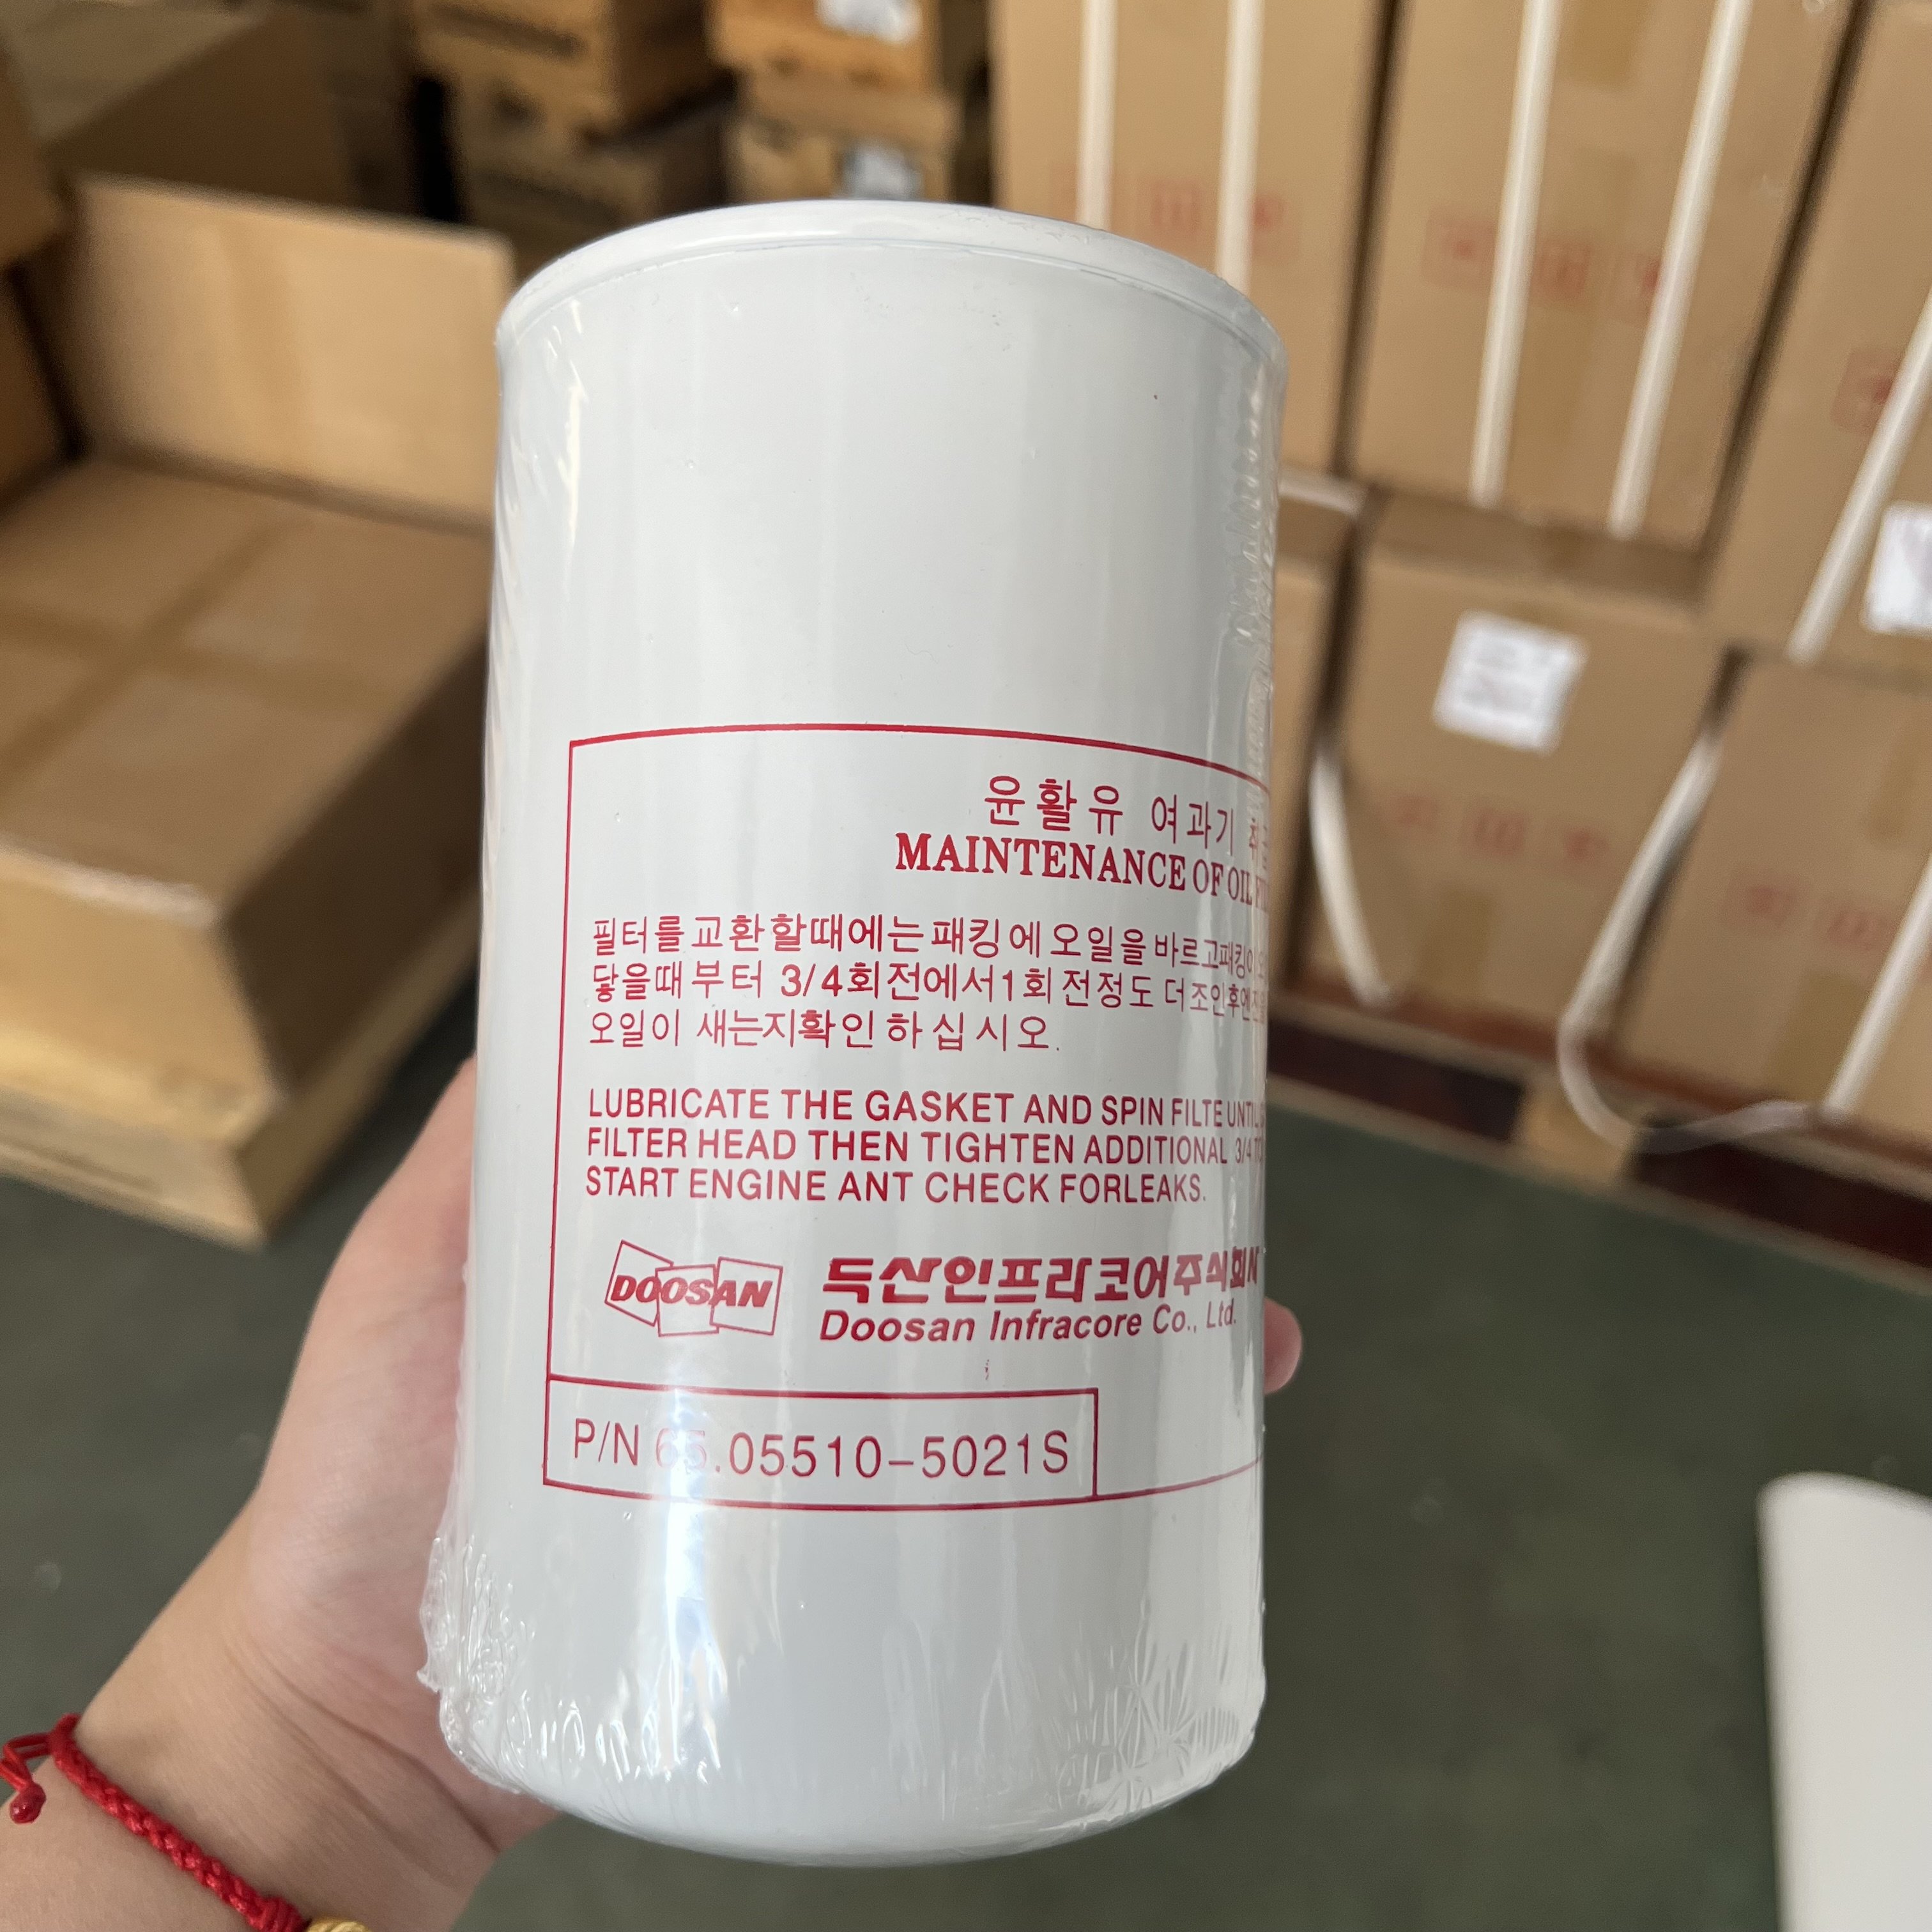 윤활유 여과기
MAINTENANCE OF OIL
필터를 교환할때에는 패킹에 오일을 바르고패킹이
닿을때 부터 3/4회전에서1회 전정도 더조인후엔진을
오일이 새는지확인 하십시오.
LUBRICATE THE GASKET AND SPIN FILTE UNTIL
FILTER HEAD THEN TIGHTEN ADDITIONAL 3/4 TO
START ENGINE ANT CHECK FORLEAKS.
DOOSAN
득산인프라코어주식회사
Doosan Infracore Co., Ltd.
P/N 65.05510-5021S